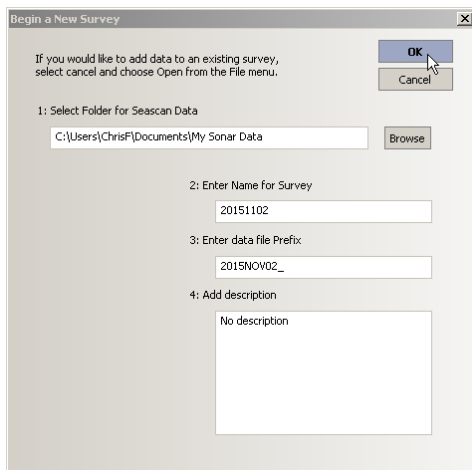 Begin a New Survey
If you would like to add data to an existing survey,
select cancel and choose Open from the File menu.
OK
Cancel
1: Select Folder for Seascan Data
C:\Users\ChrisF\Documents\My Sonar Data
Browse
2: Enter Name for Survey
20151102
3: Enter data file Prefix
2015NOV02_
4: Add description
No description